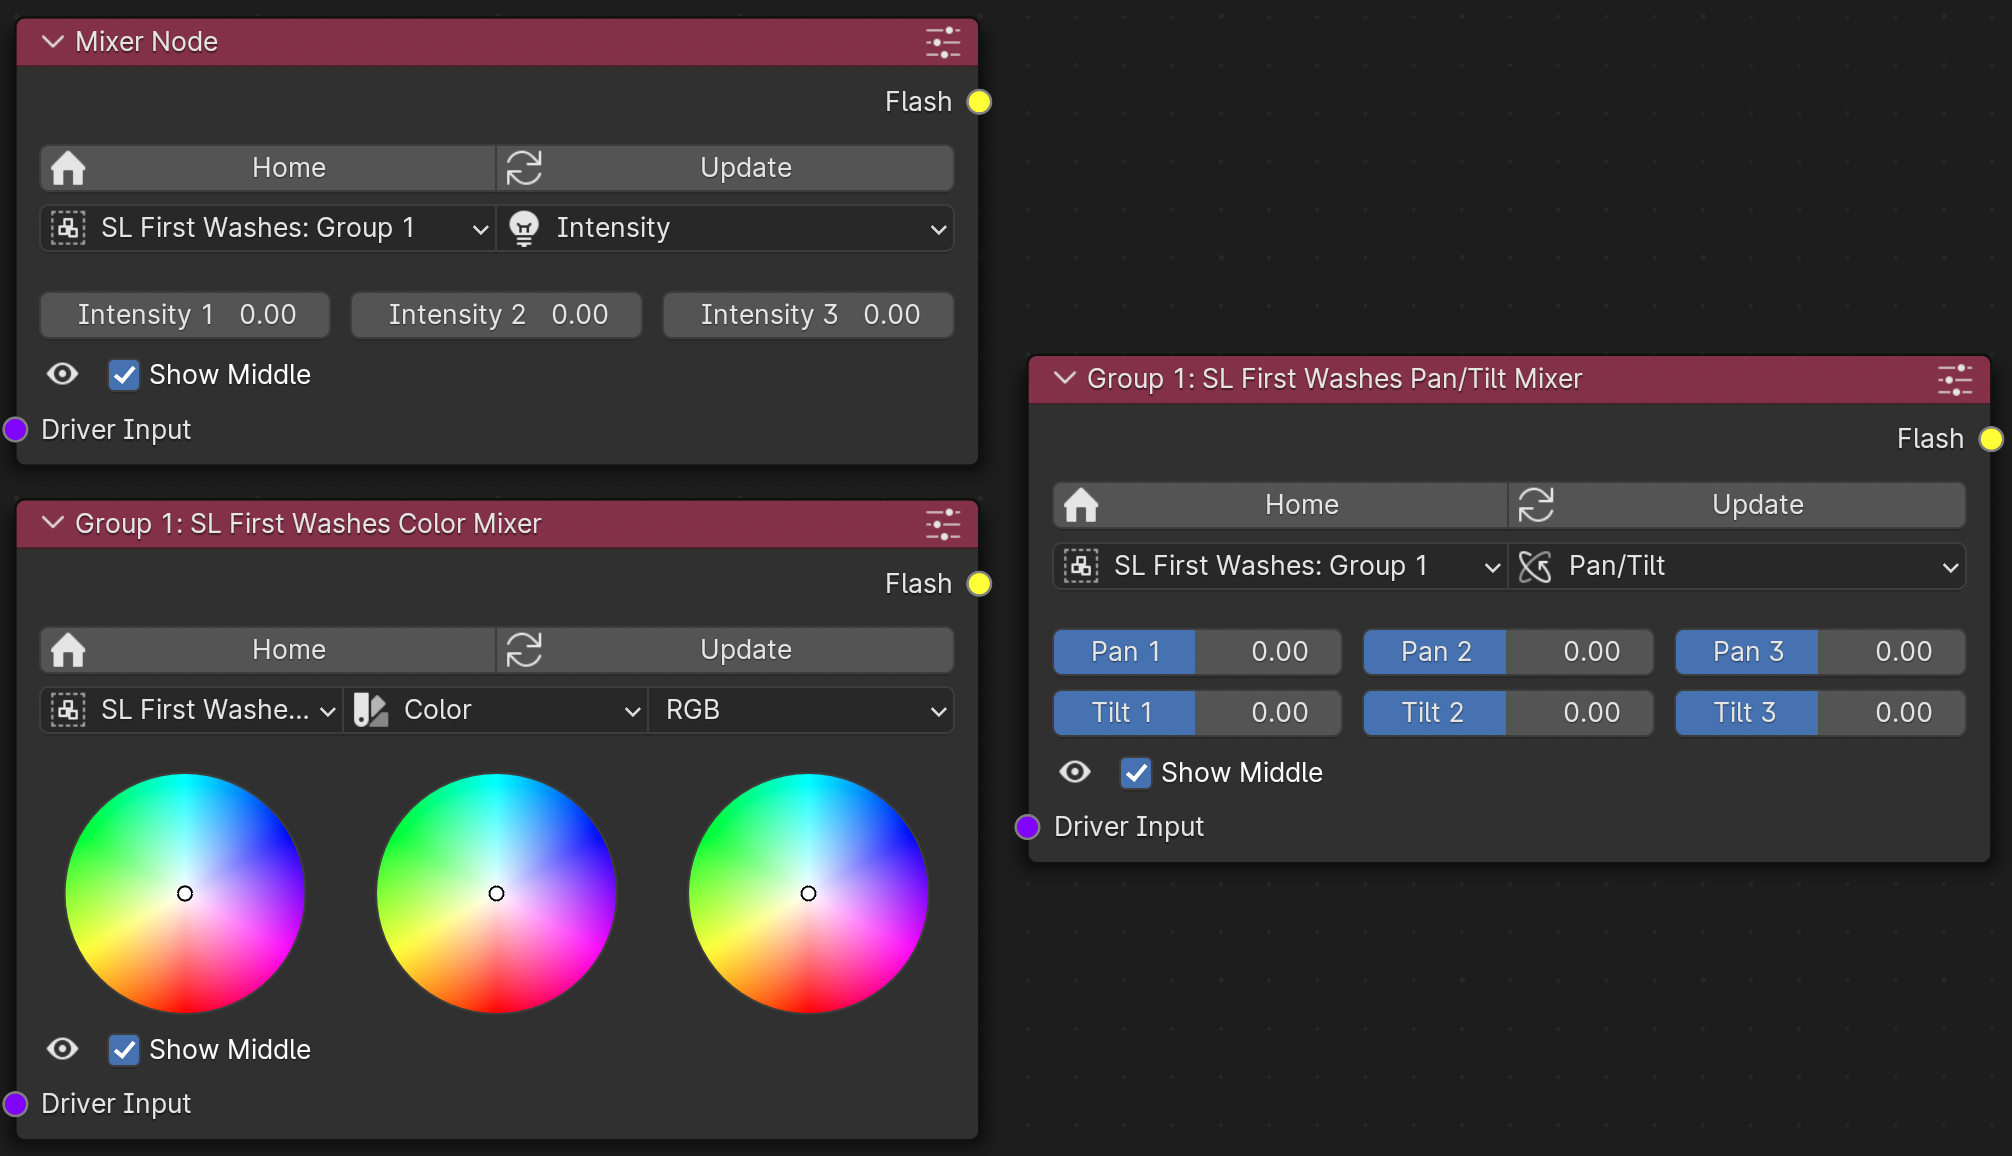 Mixer Node
Flash
Home Update
SL First Washes: Group 1 Intensity
Intensity 1 0.00 Intensity 2 0.00 Intensity 3 0.00
Show Middle
Driver Input
Group 1: SL First Washes Color Mixer
Flash
Home Update
SL First Washe... Color RGB
Show Middle
Driver Input
Group 1: SL First Washes Pan/Tilt Mixer
Flash
Home Update
SL First Washes: Group 1 Pan/Tilt
Pan 1 0.00 Pan 2 0.00 Pan 3 0.00
Tilt 1 0.00 Tilt 2 0.00 Tilt 3 0.00
Show Middle
Driver Input